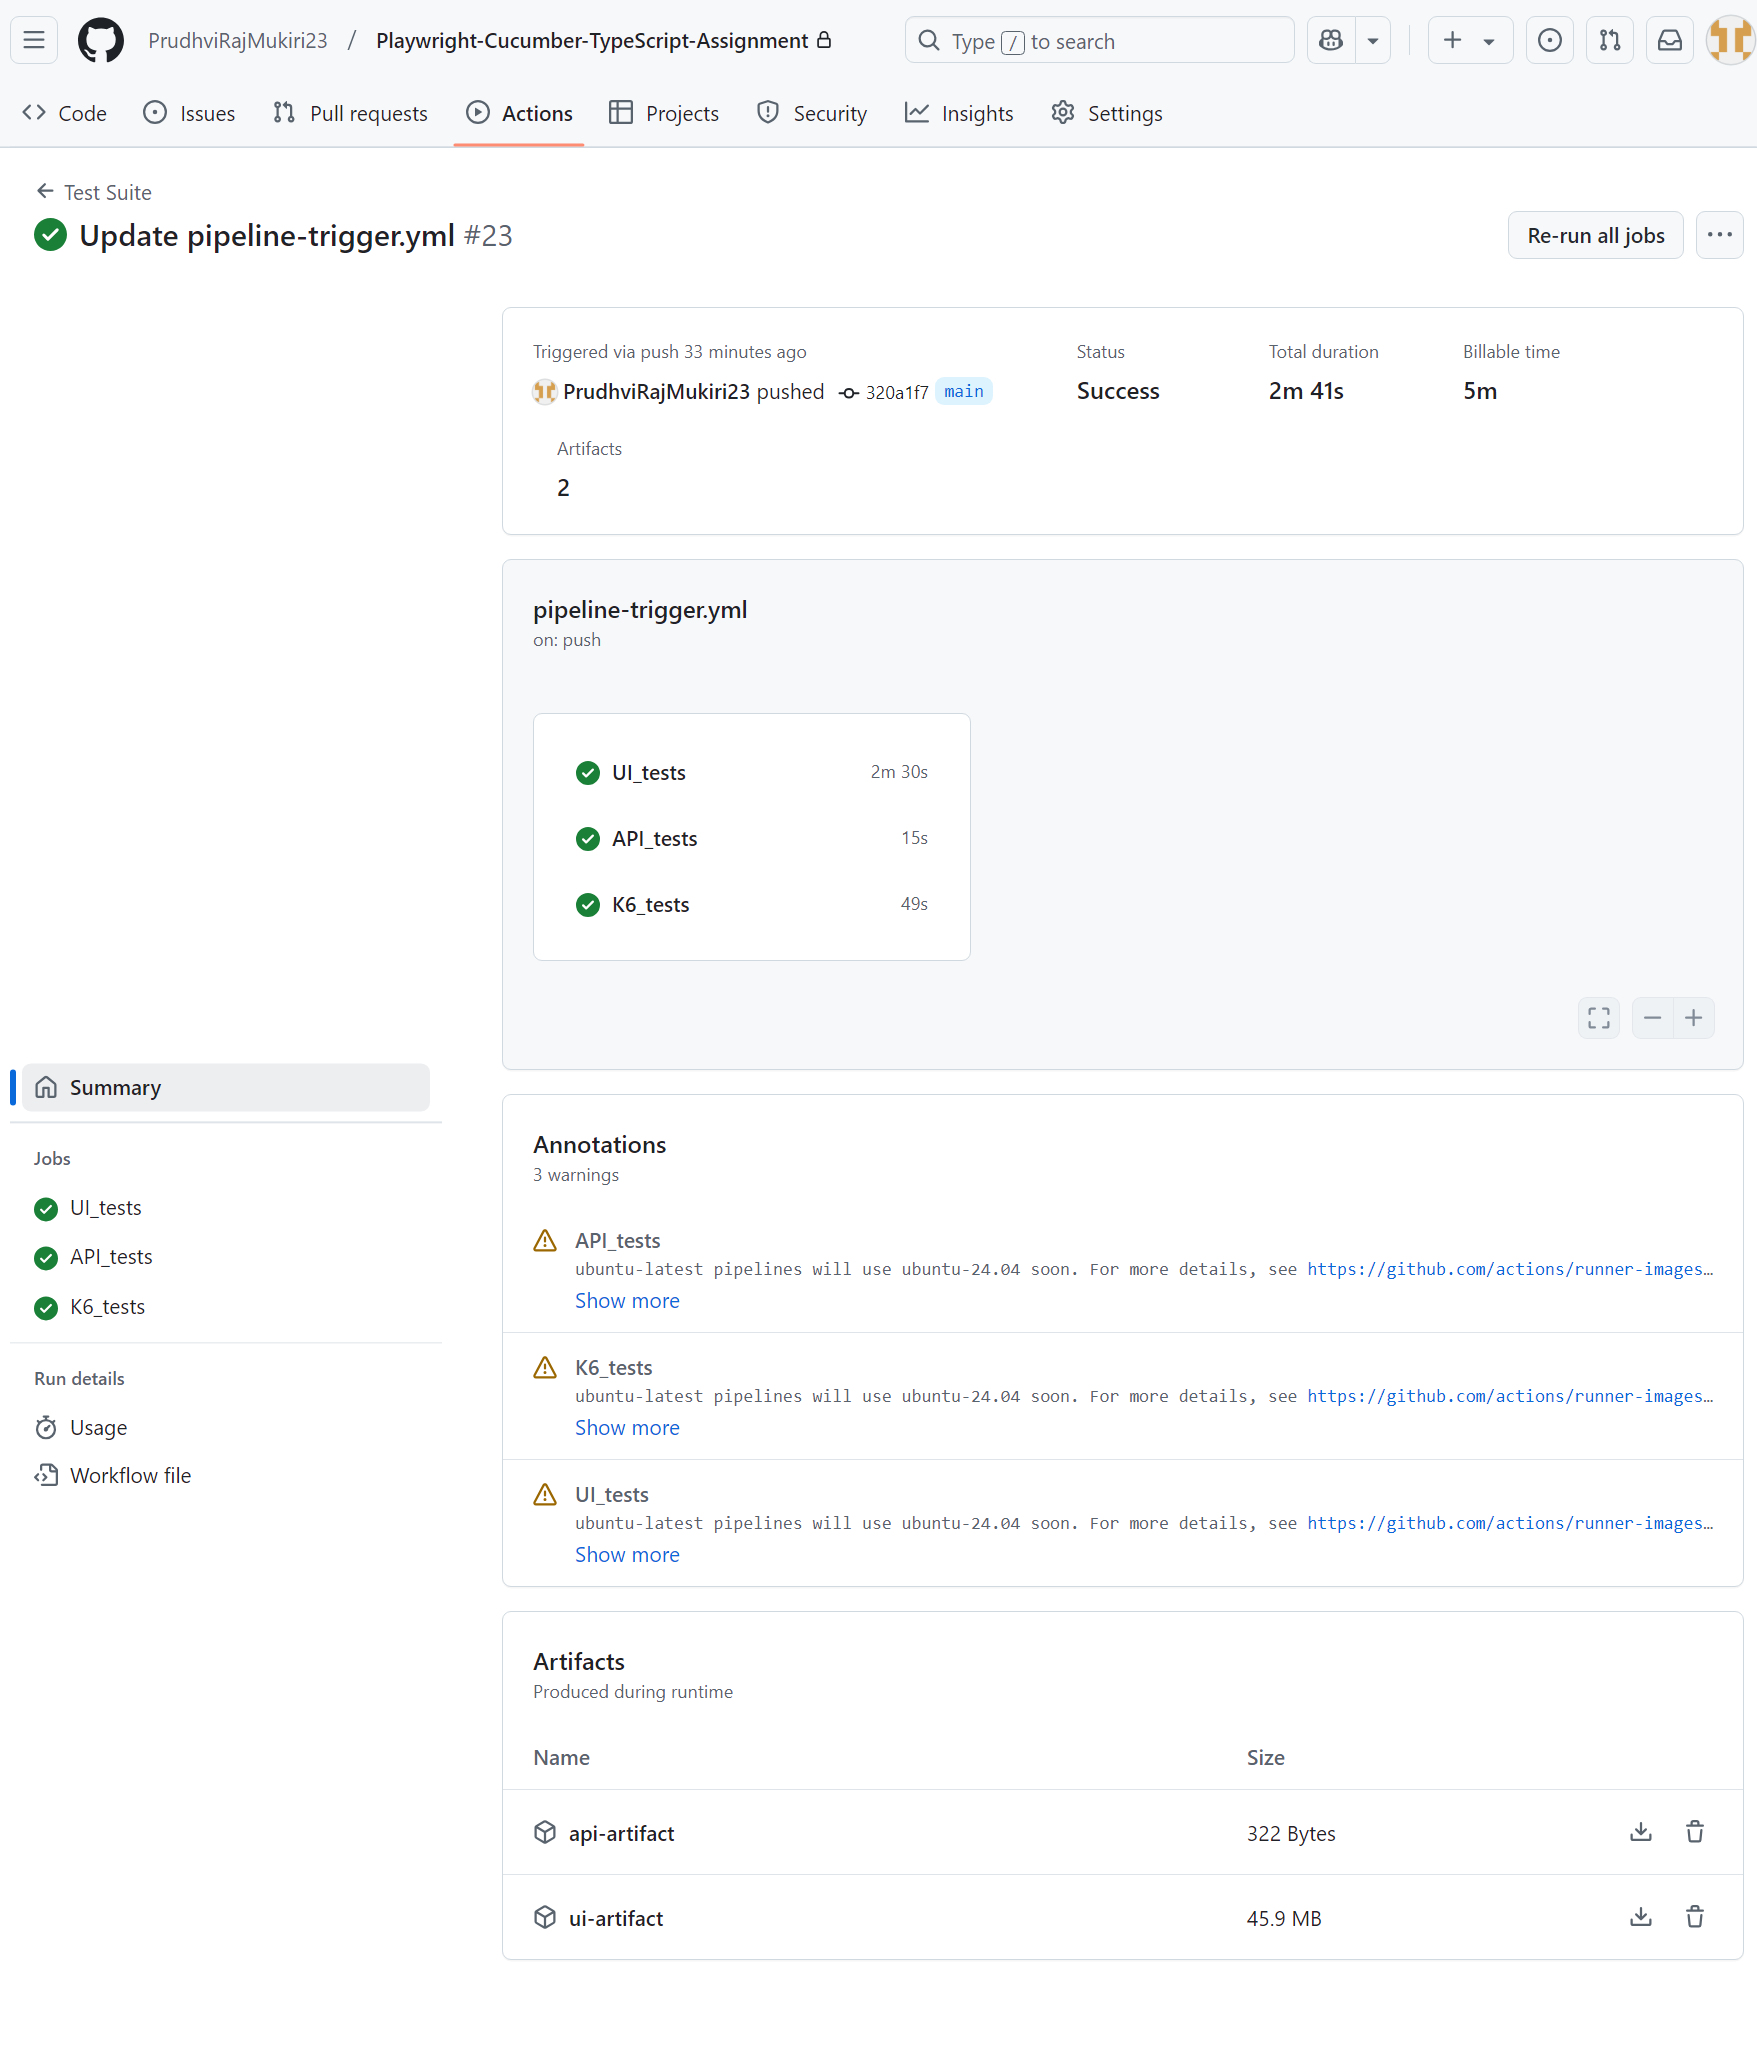 PrudhviRajMukiri23 / Playwright-Cucumber-TypeScript-Assignment
Type / to search
Code Issues Pull requests Actions Projects Security Insights Settings
Test Suite
Update pipeline-trigger.yml #23
Re-run all jobs
Triggered via push 33 minutes ago
PrudhviRajMukiri23 pushed 320a1f7 main
Status
Success
Total duration
2m 41s
Billable time
5m
Artifacts
2
pipeline-trigger.yml
on: push
UI_tests 2m 30s
API_tests 15s
K6_tests 49s
Summary
Jobs
UI_tests
API_tests
K6_tests
Run details
Usage
Workflow file
Annotations
3 warnings
API_tests
ubuntu-latest pipelines will use ubuntu-24.04 soon. For more details, see https://github.com/actions/runner-images…
Show more
K6_tests
ubuntu-latest pipelines will use ubuntu-24.04 soon. For more details, see https://github.com/actions/runner-images…
Show more
UI_tests
ubuntu-latest pipelines will use ubuntu-24.04 soon. For more details, see https://github.com/actions/runner-images…
Show more
Artifacts
Produced during runtime
Name Size
api-artifact 322 Bytes
ui-artifact 45.9 MB